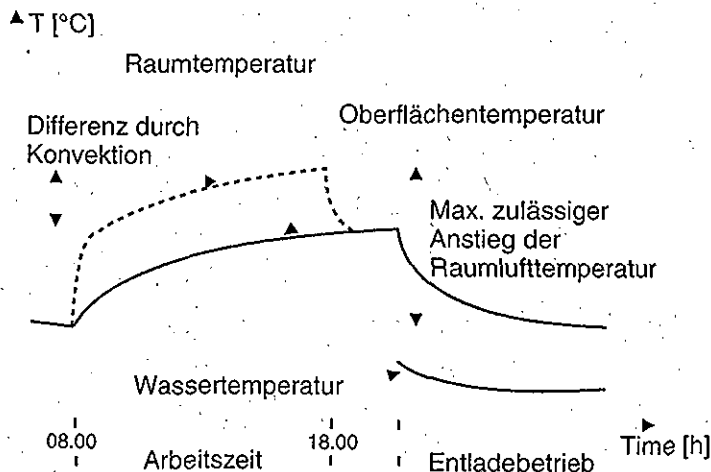 T [°C]
Raumtemperatur
Oberflächentemperatur
Differenz durch
Konvektion
Max. zulässiger
Anstieg der
Raumlufttemperatur
Wassertemperatur
08.00
18.00
Time [h]
Arbeitszeit
Entladebetrieb